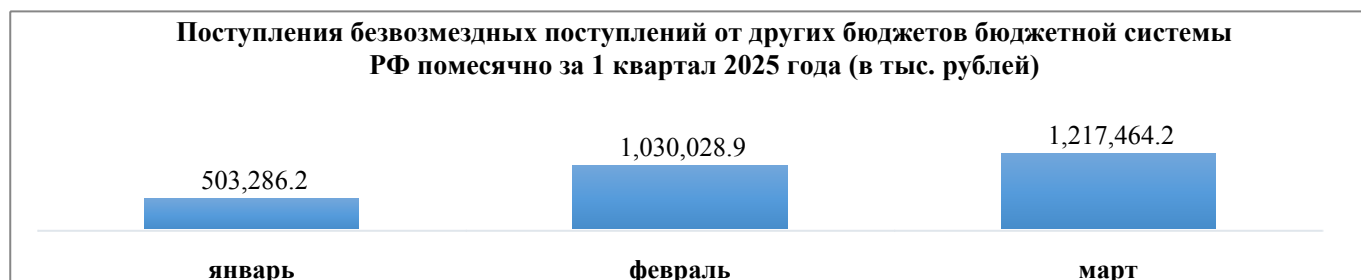 Поступления безвозмездных поступлений от других бюджетов бюджетной системы
РФ помесячно за 1 квартал 2025 года (в тыс. рублей)
503,286.2
1,030,028.9
1,217,464.2
январь
февраль
март